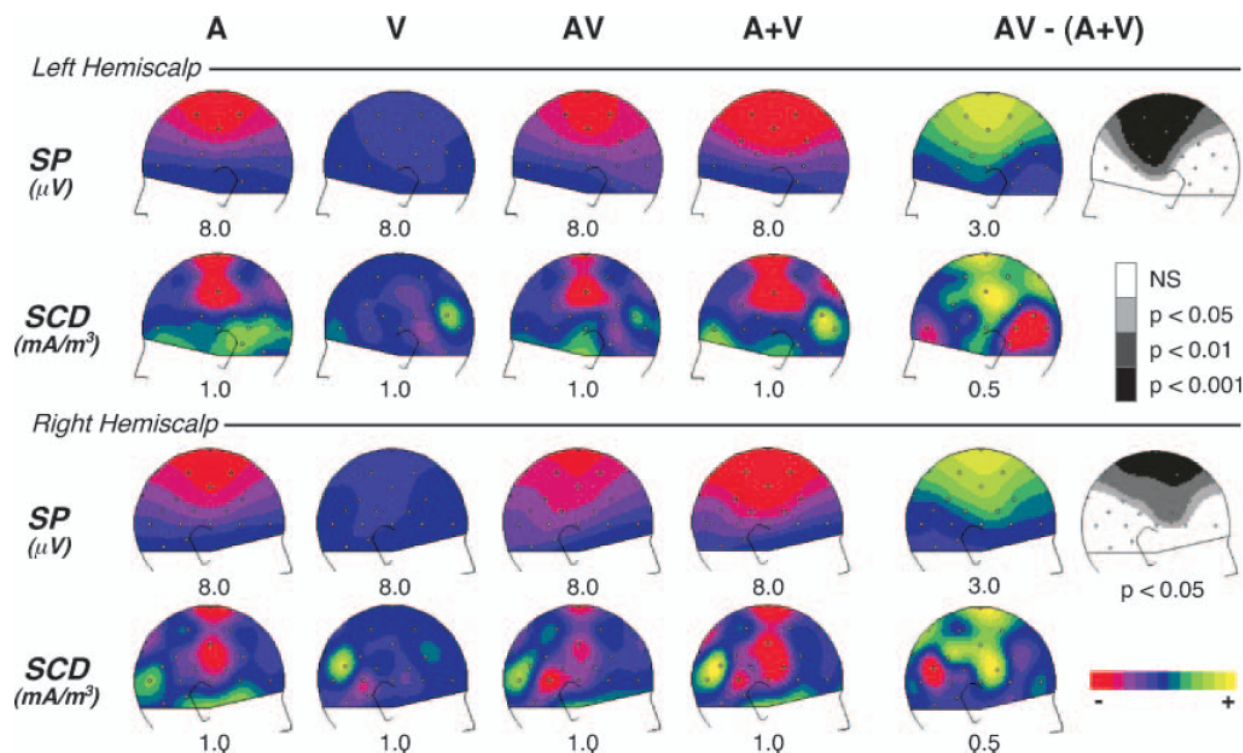 A V AV A+V AV - (A+V)
Left Hemiscalp
SP
(μV)
8.0 8.0 8.0 8.0 3.0
SCD
(mA/m³)
NS
p < 0.05
p < 0.01
p < 0.001
1.0 1.0 1.0 1.0 0.5
Right Hemiscalp
SP
(μV)
8.0 8.0 8.0 8.0 3.0 p < 0.05
SCD
(mA/m³)
- +
1.0 1.0 1.0 1.0 0.5